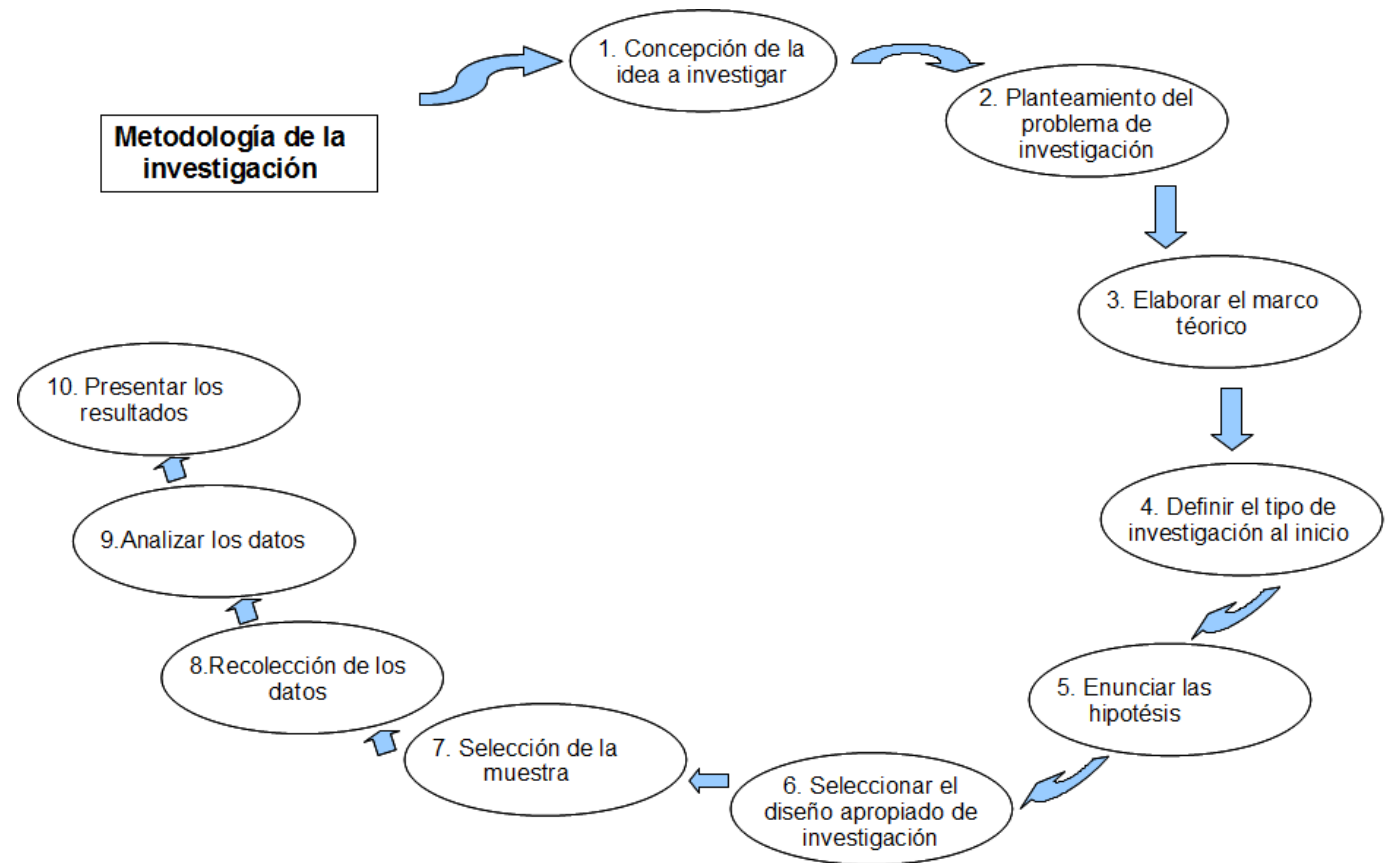 Metodología de la
investigación
1. Concepción de la
idea a investigar
2. Planteamiento del
problema de
investigación
3. Elaborar el marco
téorico
4. Definir el tipo de
investigación al inicio
5. Enunciar las
hipotésis
6. Seleccionar el
diseño apropiado de
investigación
7. Selección de la
muestra
8.Recolección de los
datos
9.Analizar los datos
10. Presentar los
resultados